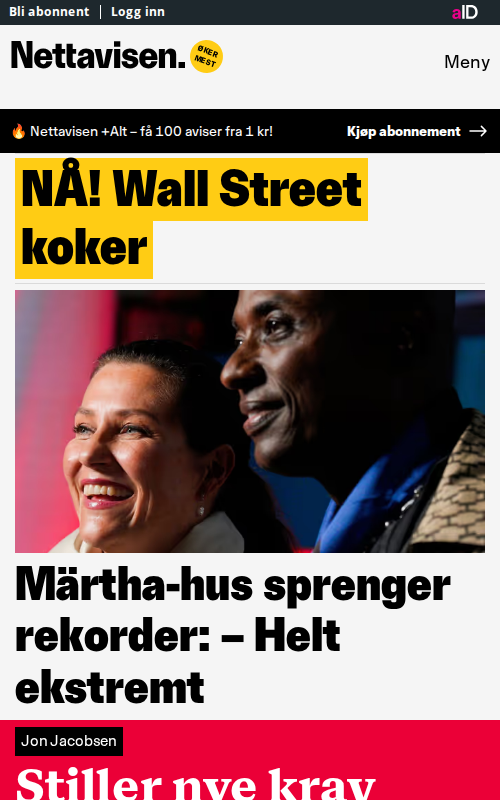 Bli abonnent Logg inn aID
Nettavisen. ØKER MEST
Meny
🔥 Nettavisen +Alt – få 100 aviser fra 1 kr! Kjøp abonnement →
NÅ! Wall Street
koker
Märtha-hus sprenger
rekorder: – Helt
ekstremt
Jon Jacobsen
Stiller nye krav